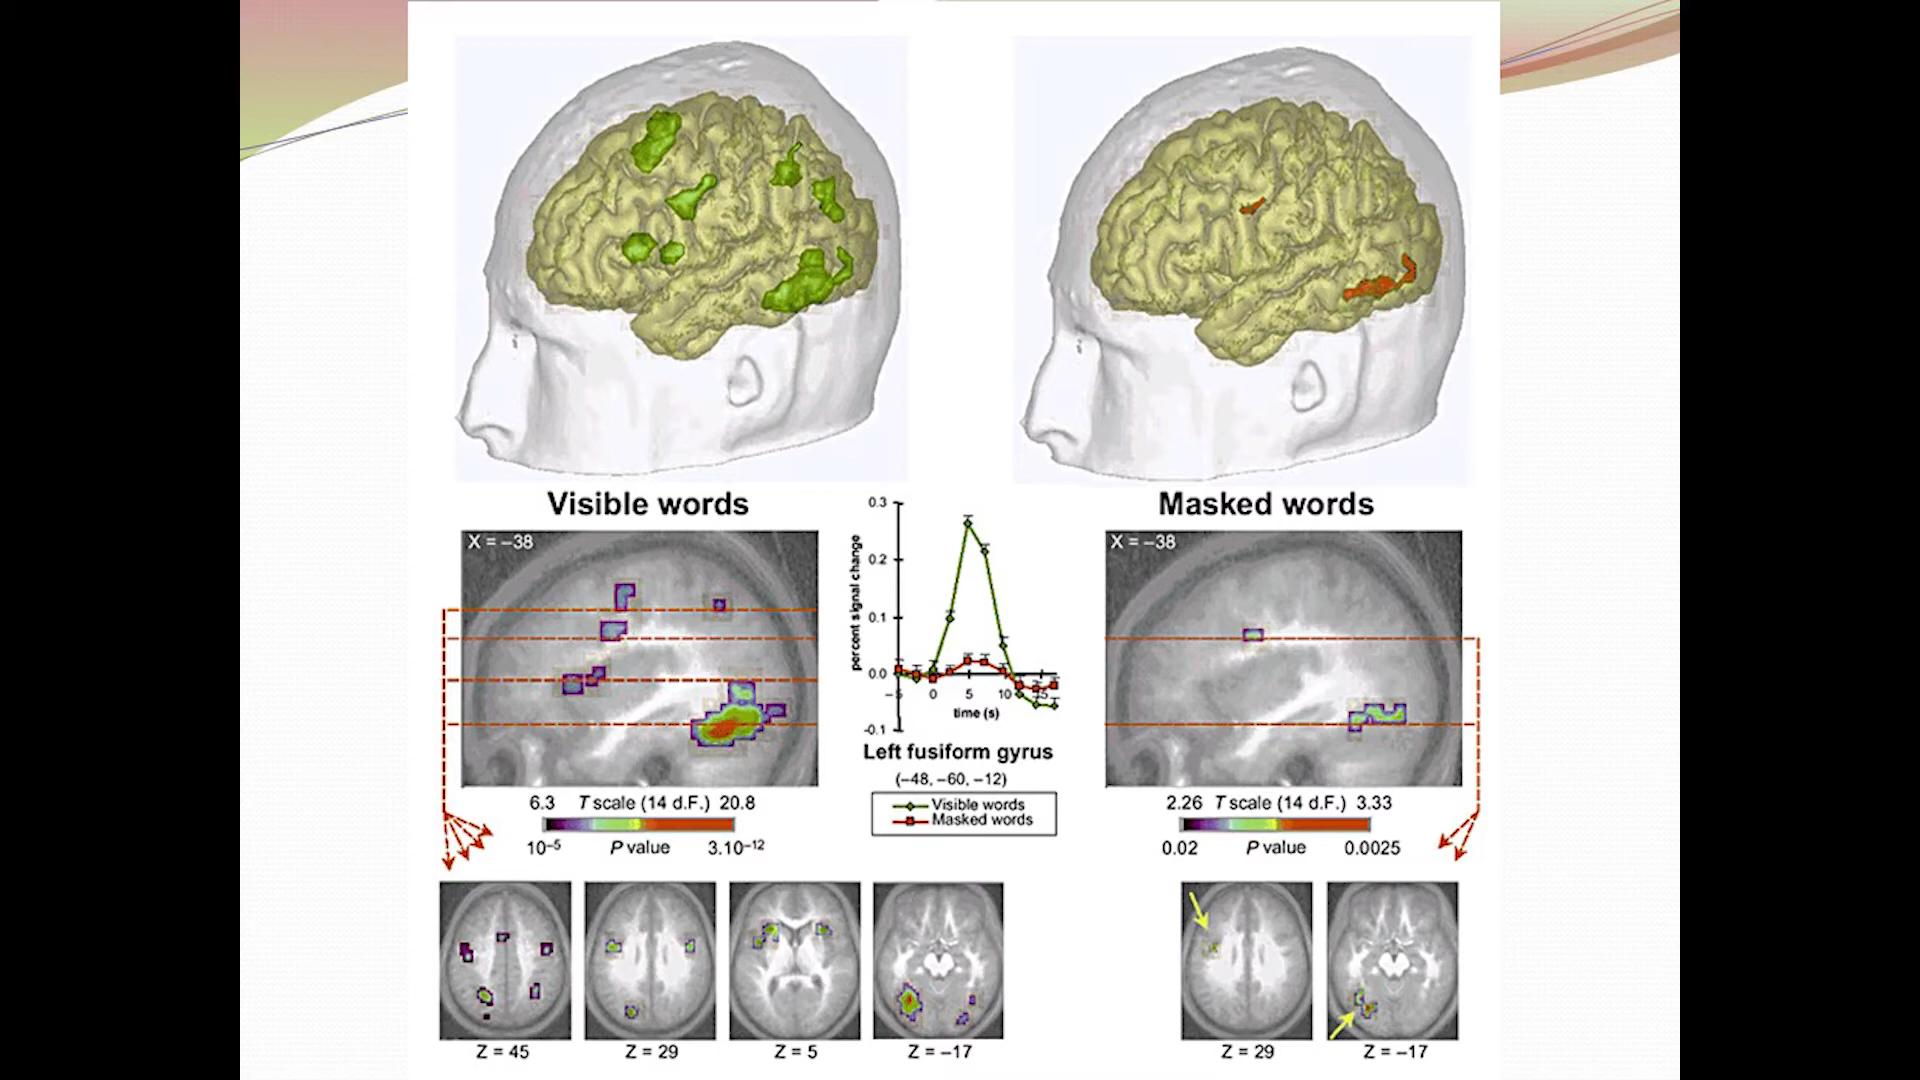 Visible words
Masked words
X = –38
6.3 T scale (14 d.F.) 20.8
10–5 P value 3.10–12
0.3
0.2
0.1
0.0
-0.1
percent signal change
–5 0 5 10 15
time (s)
Left fusiform gyrus
(–48, –60, –12)
Visible words
Masked words
X = –38
2.26 T scale (14 d.F.) 3.33
0.02 P value 0.0025
Z = 45
Z = 29
Z = 5
Z = –17
Z = 29
Z = –17